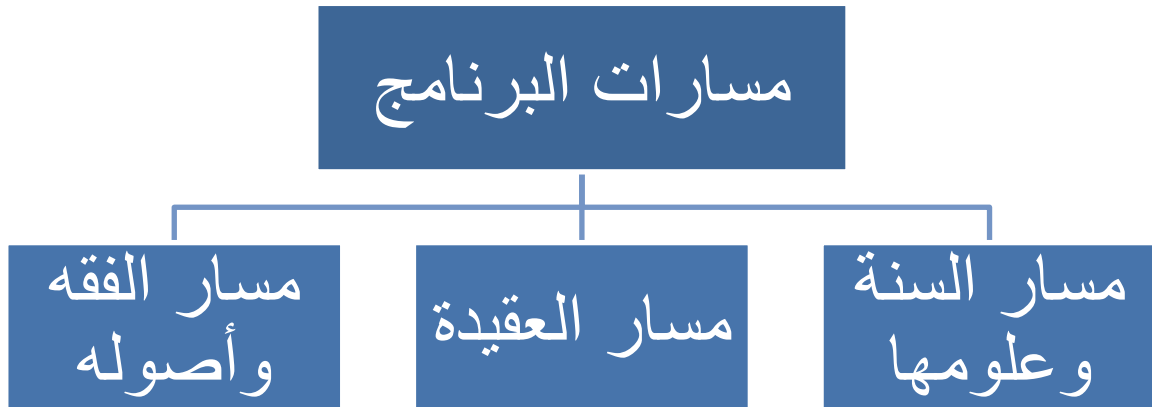 مسارات البرنامج
مسار السنة
وعلومها
مسار العقيدة
مسار الفقه
وأصوله